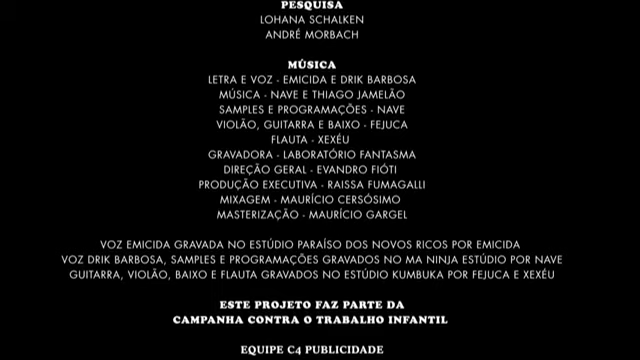 PESQUISA
LOHANA SCHALKEN
ANDRÉ MORBACH
MÚSICA
LETRA E VOZ - EMICIDA E DRIK BARBOSA
MÚSICA - NAVE E THIAGO JAMELÃO
SAMPLES E PROGRAMAÇÕES - NAVE
VIOLÃO, GUITARRA E BAIXO - FEJUCA
FLAUTA - XEXÉU
GRAVADORA - LABORATÓRIO FANTASMA
DIREÇÃO GERAL - EVANDRO FIÓTI
PRODUÇÃO EXECUTIVA - RAISSA FUMAGALLI
MIXAGEM - MAURÍCIO CERSÓSIMO
MASTERIZAÇÃO - MAURÍCIO GARGEL
VOZ EMICIDA GRAVADA NO ESTÚDIO PARAÍSO DOS NOVOS RICOS POR EMICIDA
VOZ DRIK BARBOSA, SAMPLES E PROGRAMAÇÕES GRAVADOS NO MA NINJA ESTÚDIO POR NAVE
GUITARRA, VIOLÃO, BAIXO E FLAUTA GRAVADOS NO ESTÚDIO KUMBUKA POR FEJUCA E XEXÉU
ESTE PROJETO FAZ PARTE DA
CAMPANHA CONTRA O TRABALHO INFANTIL
EQUIPE C4 PUBLICIDADE